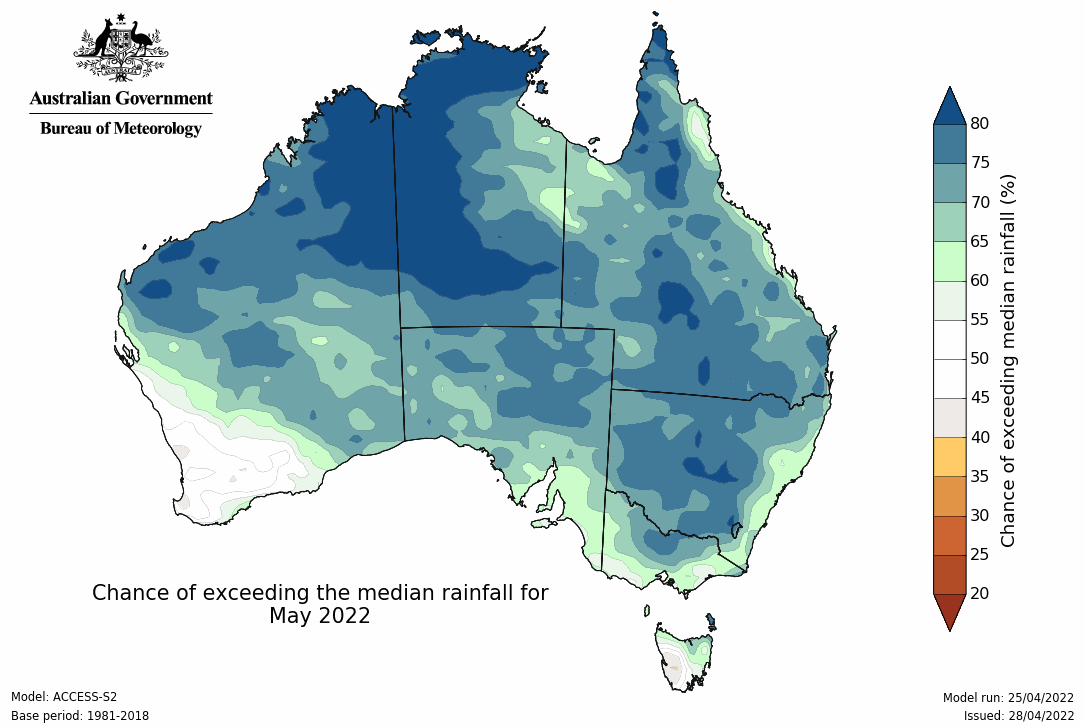 Australian Government
Bureau of Meteorology
80
75
70
65
60
55
50
45
40
35
30
25
20
Chance of exceeding median rainfall (%)
Chance of exceeding the median rainfall for
May 2022
Model: ACCESS-S2
Base period: 1981-2018
Model run: 25/04/2022
Issued: 28/04/2022